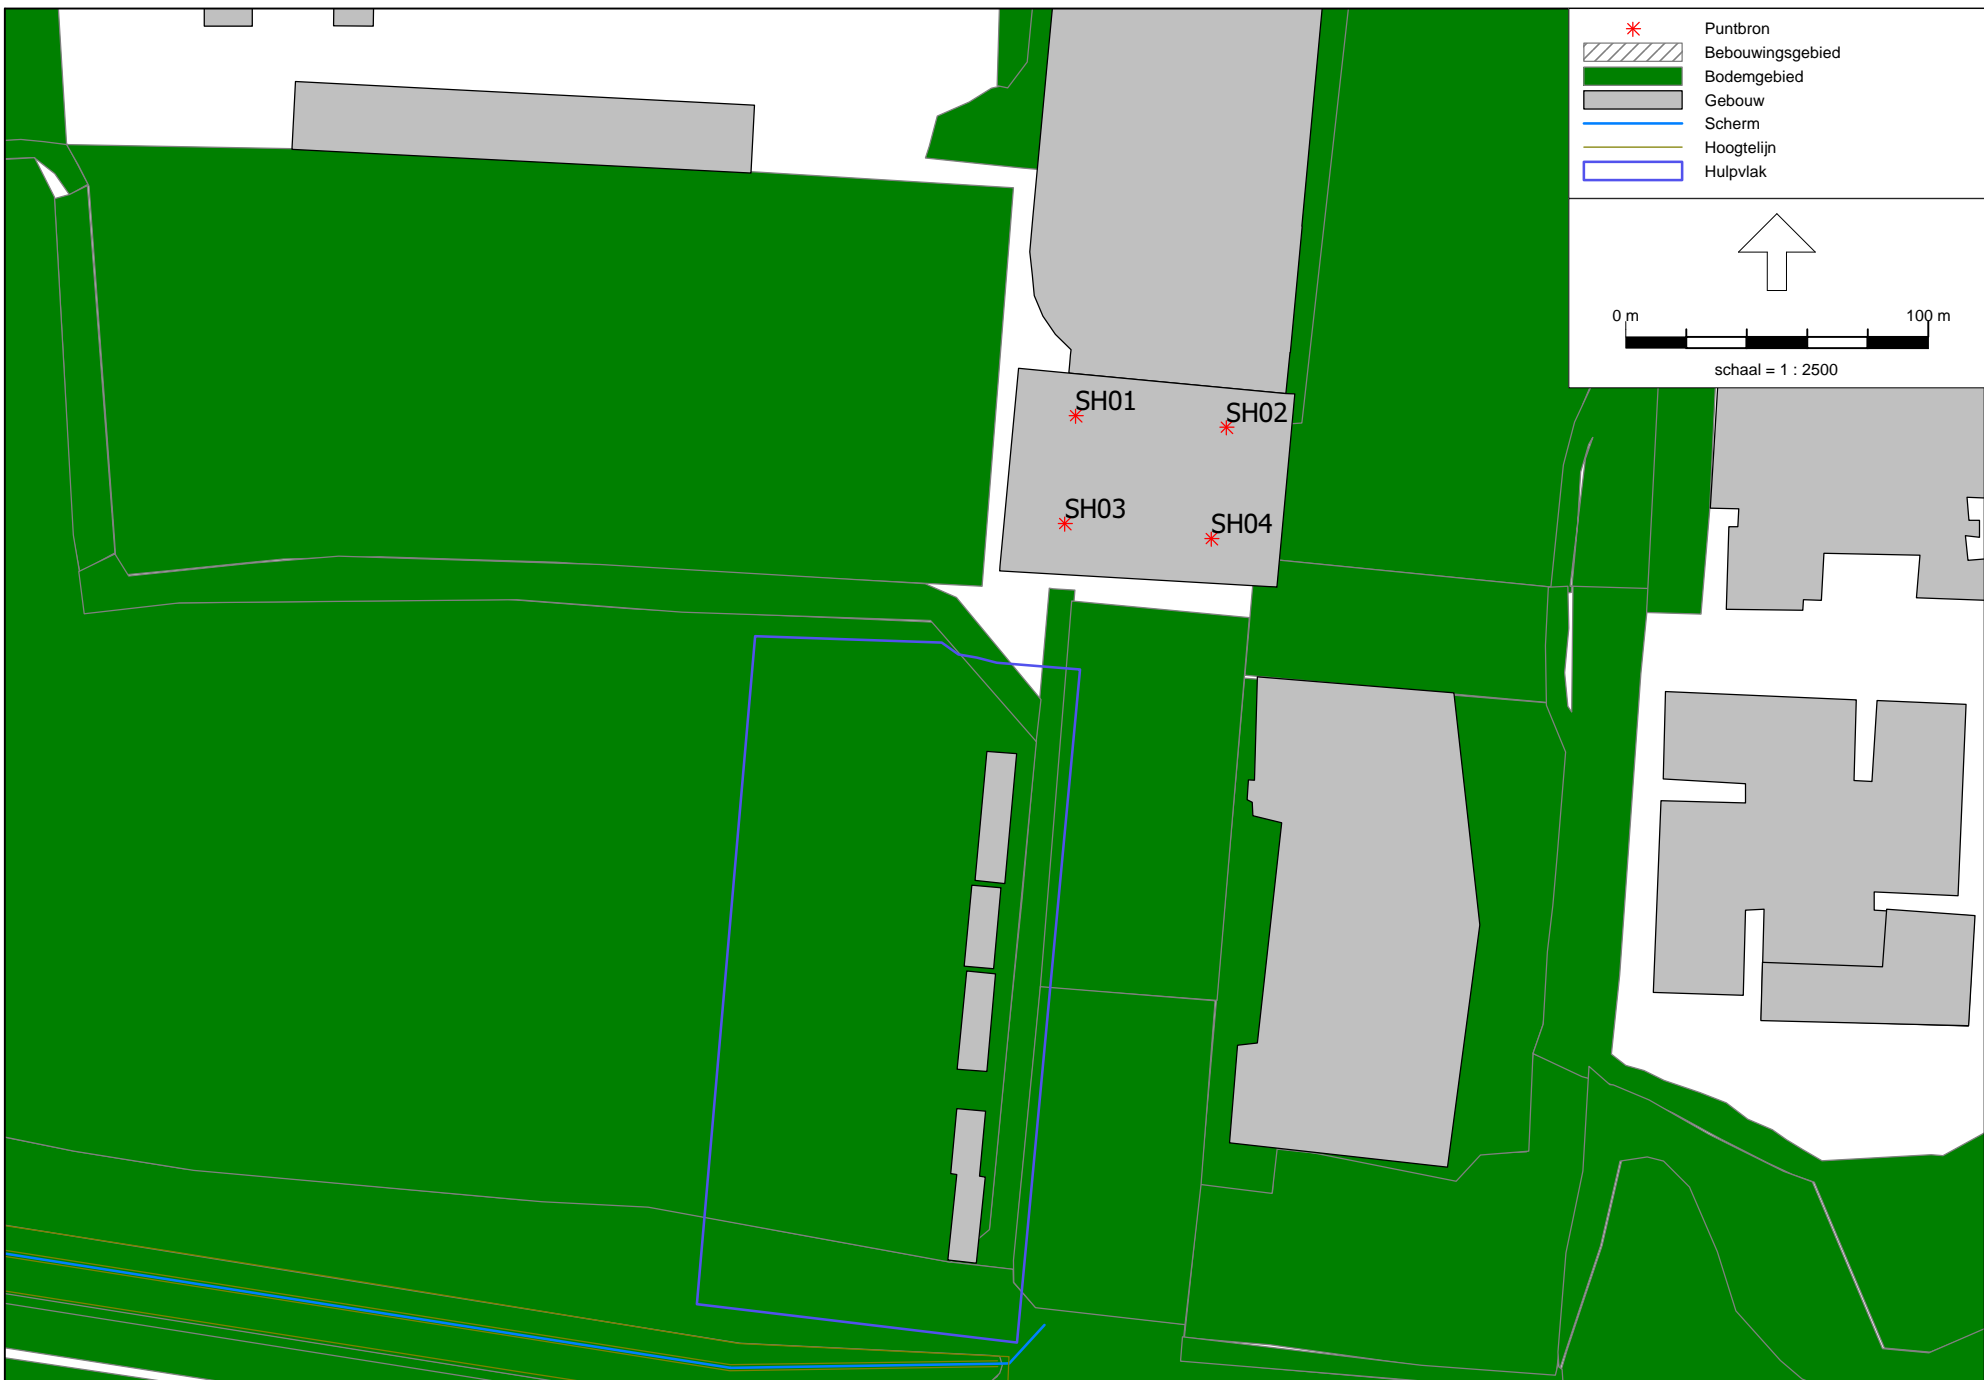 Puntbron
Bebouwingsgebied
Bodemgebied
Gebouw
Scherm
Hoogtelijn
Hulpvlak
0 m 100 m
schaal = 1 : 2500
SH01
SH02
SH03
SH04